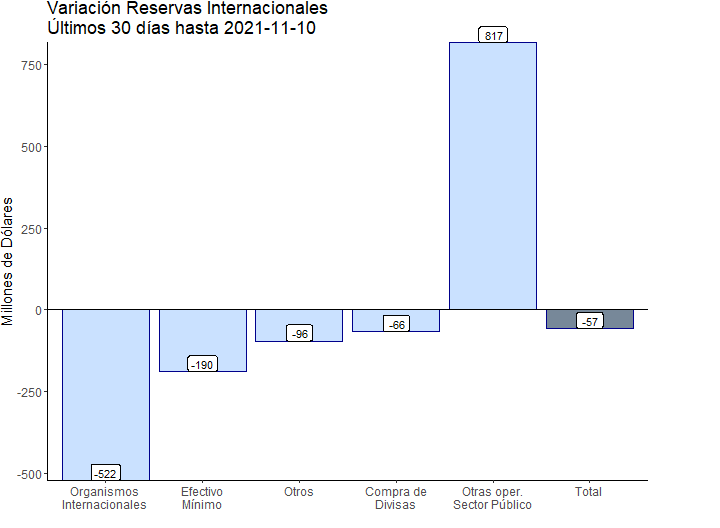 Variación Reservas Internacionales
Últimos 30 días hasta 2021-11-10
Millones de Dólares
750
500
250
0
-250
-500
-522
-190
-96
-66
817
-57
Organismos
Internacionales
Efectivo
Mínimo
Otros
Compra de
Divisas
Otras oper.
Sector Público
Total